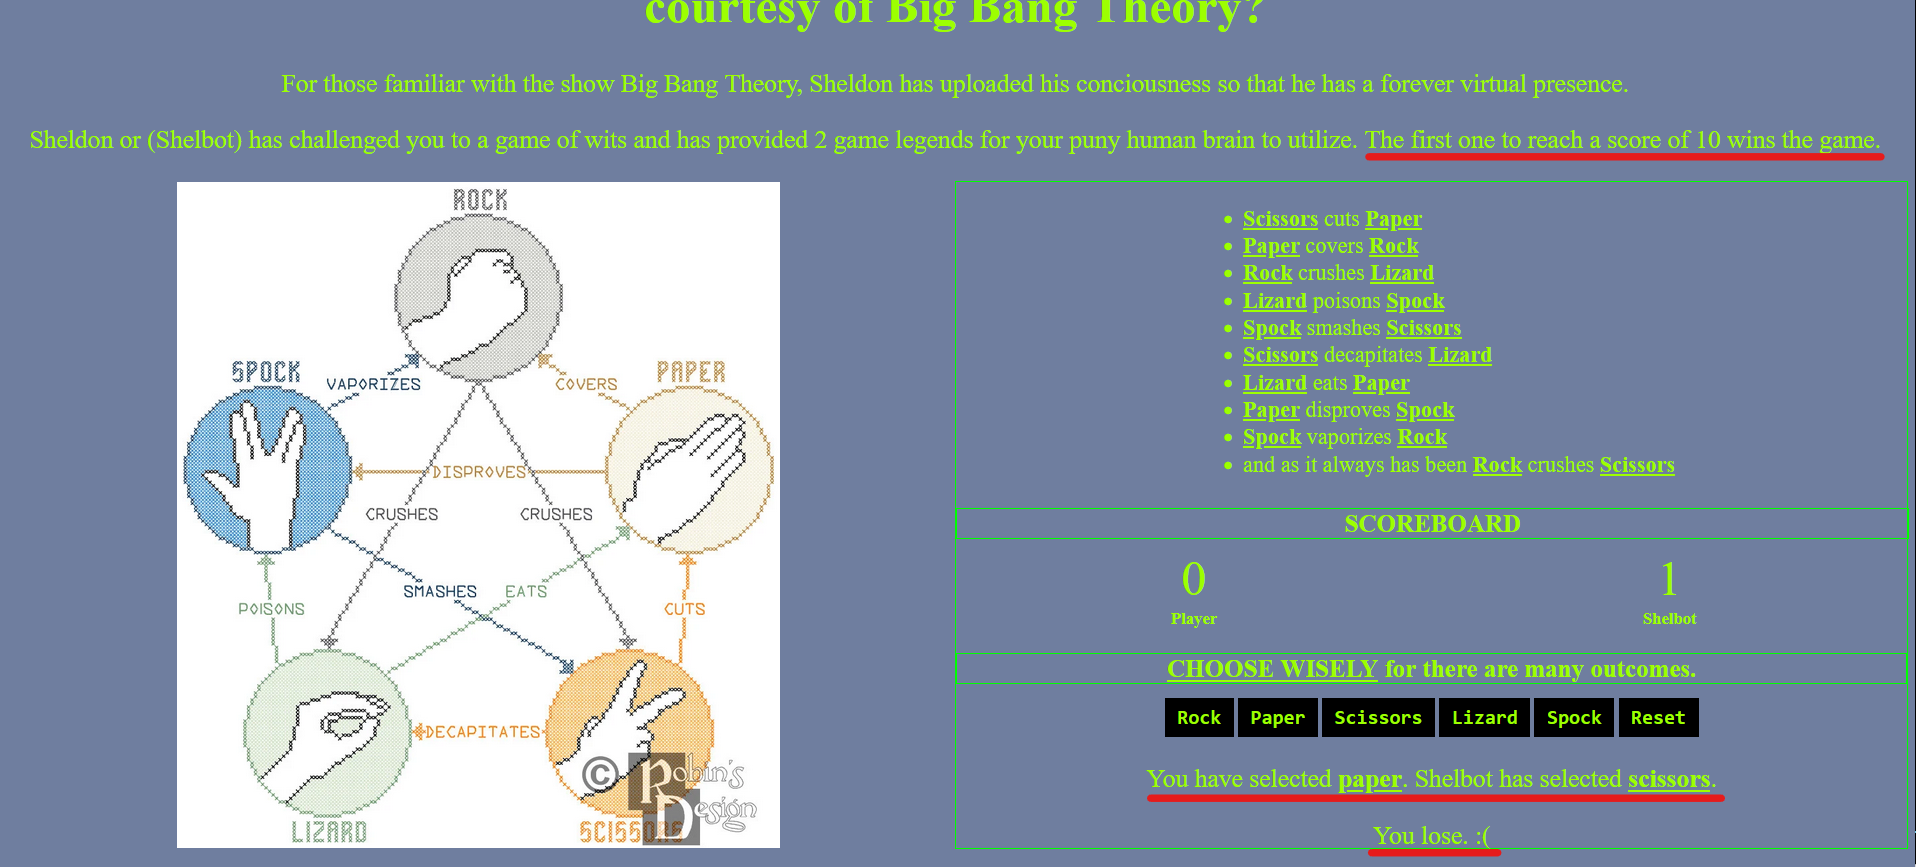 courtesy of Big Bang Theory?
For those familiar with the show Big Bang Theory, Sheldon has uploaded his conciousness so that he has a forever virtual presence.
Sheldon or (Shelbot) has challenged you to a game of wits and has provided 2 game legends for your puny human brain to utilize. The first one to reach a score of 10 wins the game.
ROCK
SPOCK
VAPORIZES
COVERS
PAPER
DISPROVES
CRUSHES
CRUSHES
SMASHES
EATS
POISONS
CUTS
DECAPITATES
LIZARD
SCISSORS
© Robin's
Design
Scissors cuts Paper
Paper covers Rock
Rock crushes Lizard
Lizard poisons Spock
Spock smashes Scissors
Scissors decapitates Lizard
Lizard eats Paper
Paper disproves Spock
Spock vaporizes Rock
and as it always has been Rock crushes Scissors
SCOREBOARD
0
Player
1
Shelbot
CHOOSE WISELY for there are many outcomes.
Rock Paper Scissors Lizard Spock Reset
You have selected paper. Shelbot has selected scissors.
You lose. :(